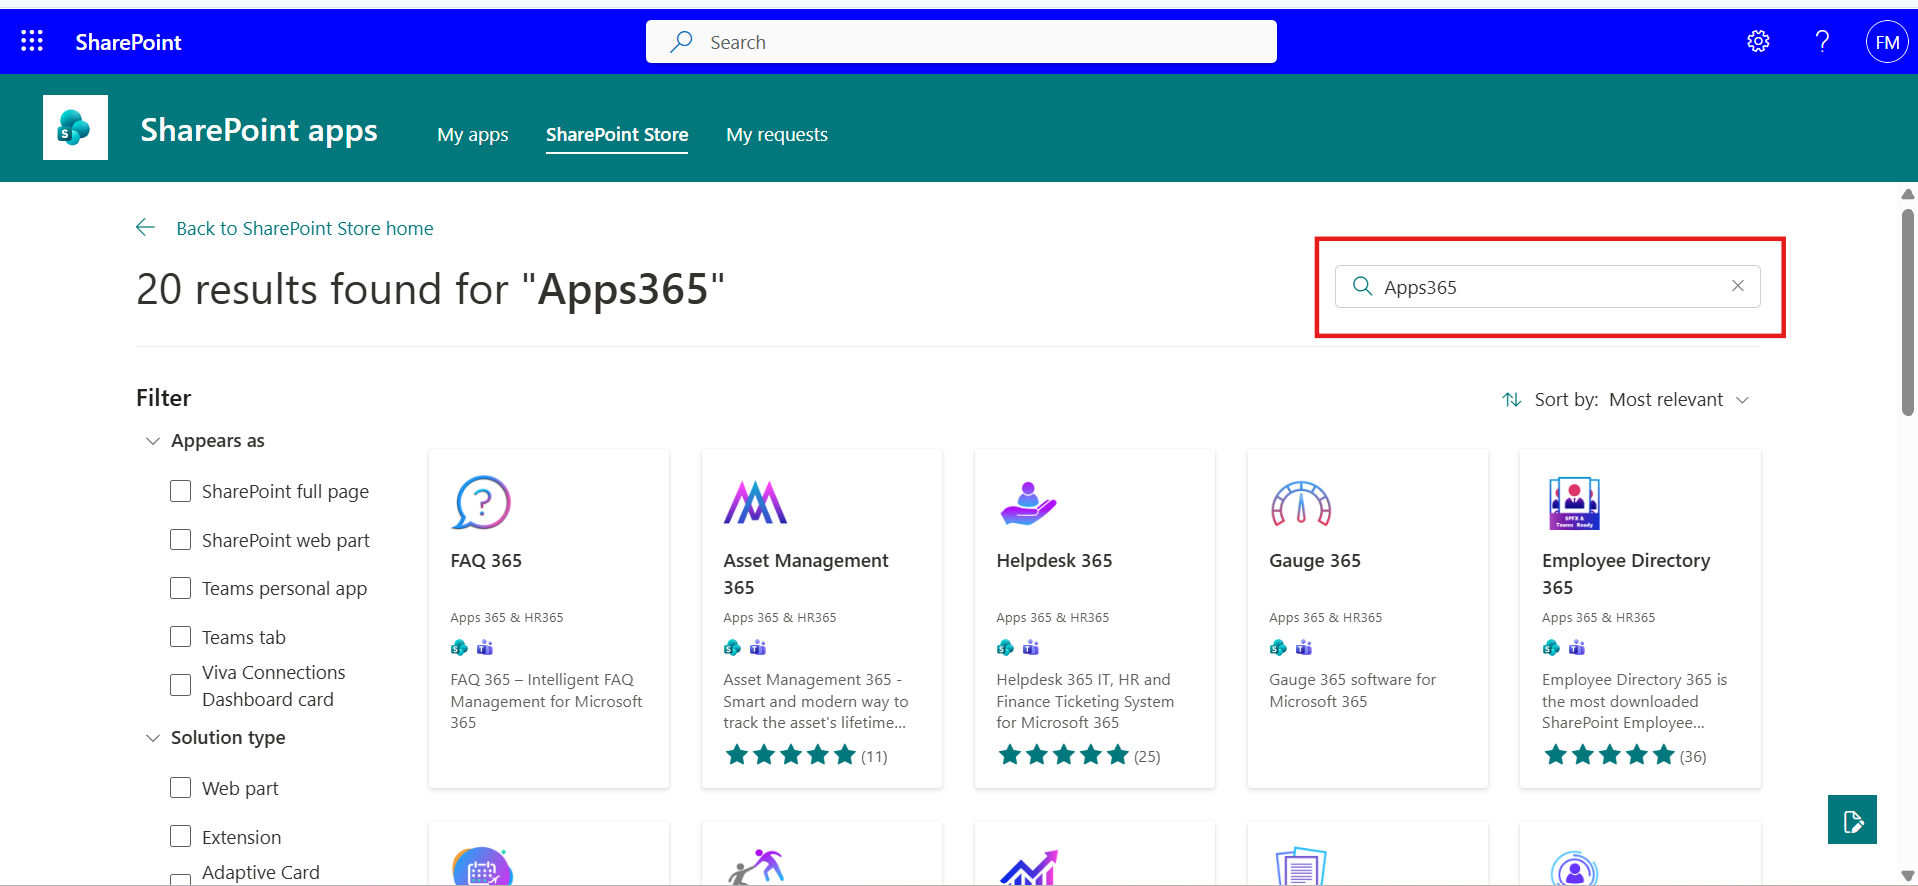 SharePoint
Search
FM
SharePoint apps
My apps
SharePoint Store
My requests
Back to SharePoint Store home
20 results found for "Apps365"
Apps365
Filter
Sort by: Most relevant
Appears as
SharePoint full page
SharePoint web part
Teams personal app
Teams tab
Viva Connections
Dashboard card
Solution type
Web part
Extension
Adaptive Card
FAQ 365
Apps 365 & HR365
FAQ 365 – Intelligent FAQ
Management for Microsoft
365
Asset Management
365
Apps 365 & HR365
Asset Management 365 -
Smart and modern way to
track the asset's lifetime...
(11)
Helpdesk 365
Apps 365 & HR365
Helpdesk 365 IT, HR and
Finance Ticketing System
for Microsoft 365
(25)
Gauge 365
Apps 365 & HR365
Gauge 365 software for
Microsoft 365
SPFX &
Teams Ready
Employee Directory
365
Apps 365 & HR365
Employee Directory 365 is
the most downloaded
SharePoint Employee...
(36)